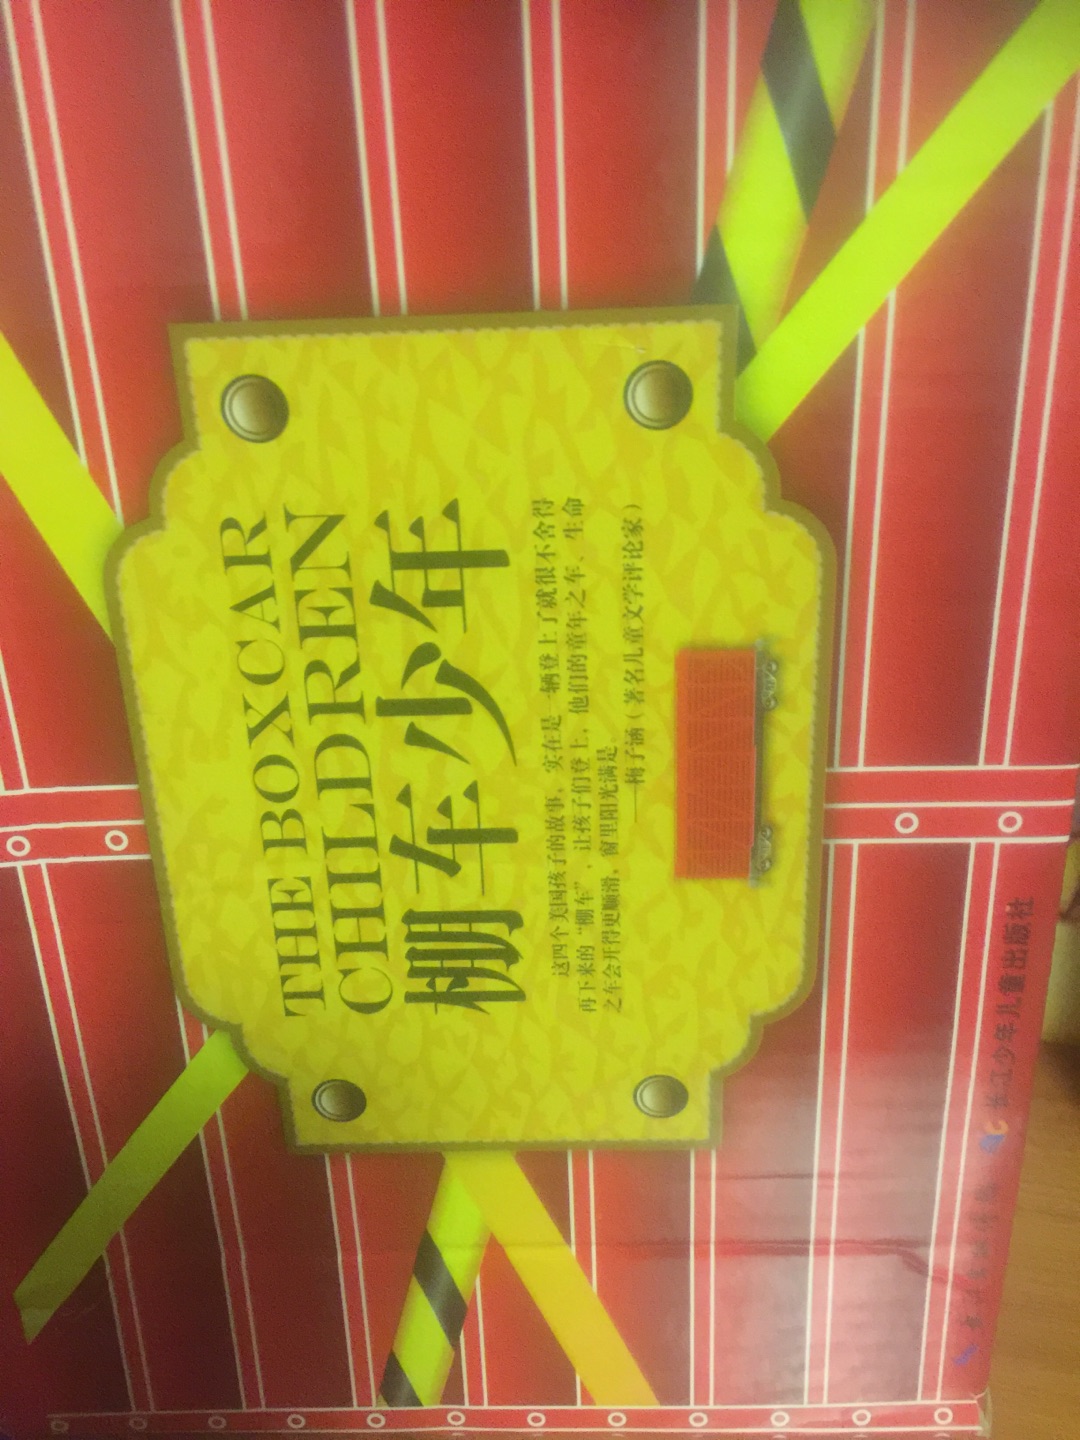 THE BOXCAR
CHILDREN
棚车少年
这四个美国孩子的故事，实在是一辆登上了就很不舍得
再下来的“棚车”，让孩子们登上，他们的童年之车、生命
之车会开得更顺滑，窗里阳光满是。
——梅子涵（著名儿童文学评论家）
长江少年儿童出版社